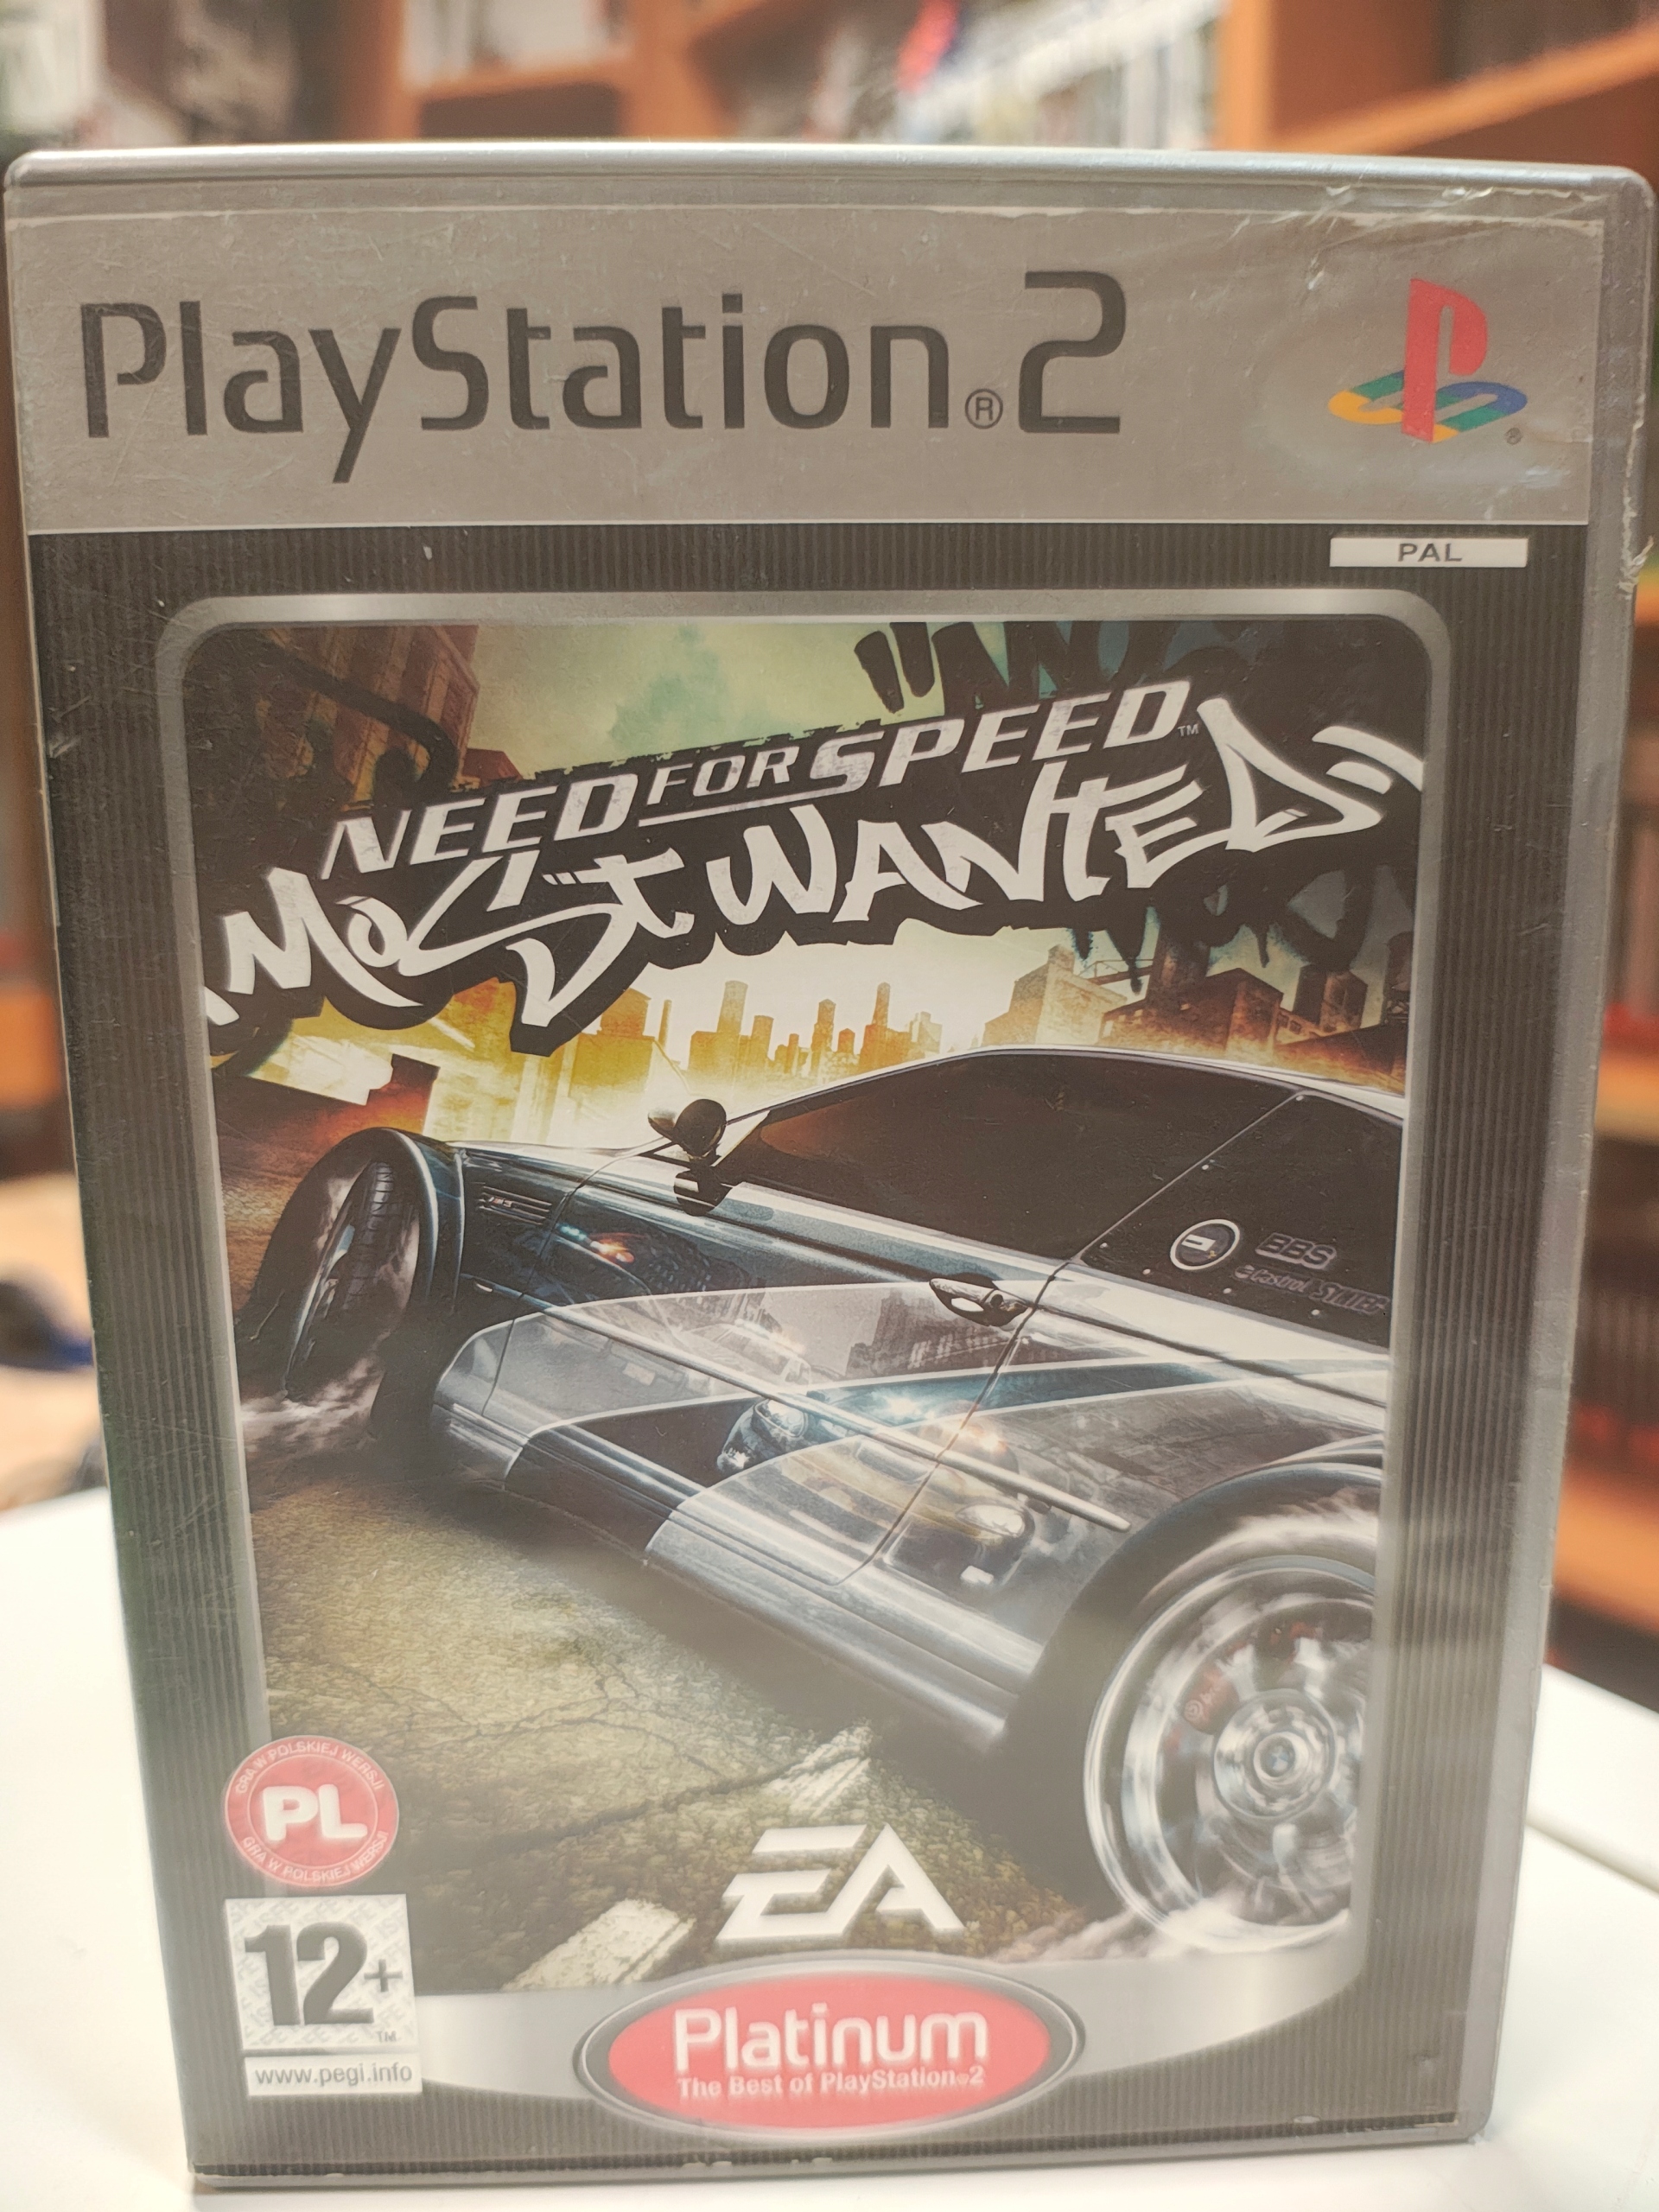 PlayStation®2
®
PAL
NEED FOR SPEED™
MOST WANTED
BBS
Castrol
GRA W POLSKIEJ WERSJI
PL
GRA W POLSKIEJ WERSJI
EA
12+
™
www.pegi.info
Platinum
The Best of PlayStation®2